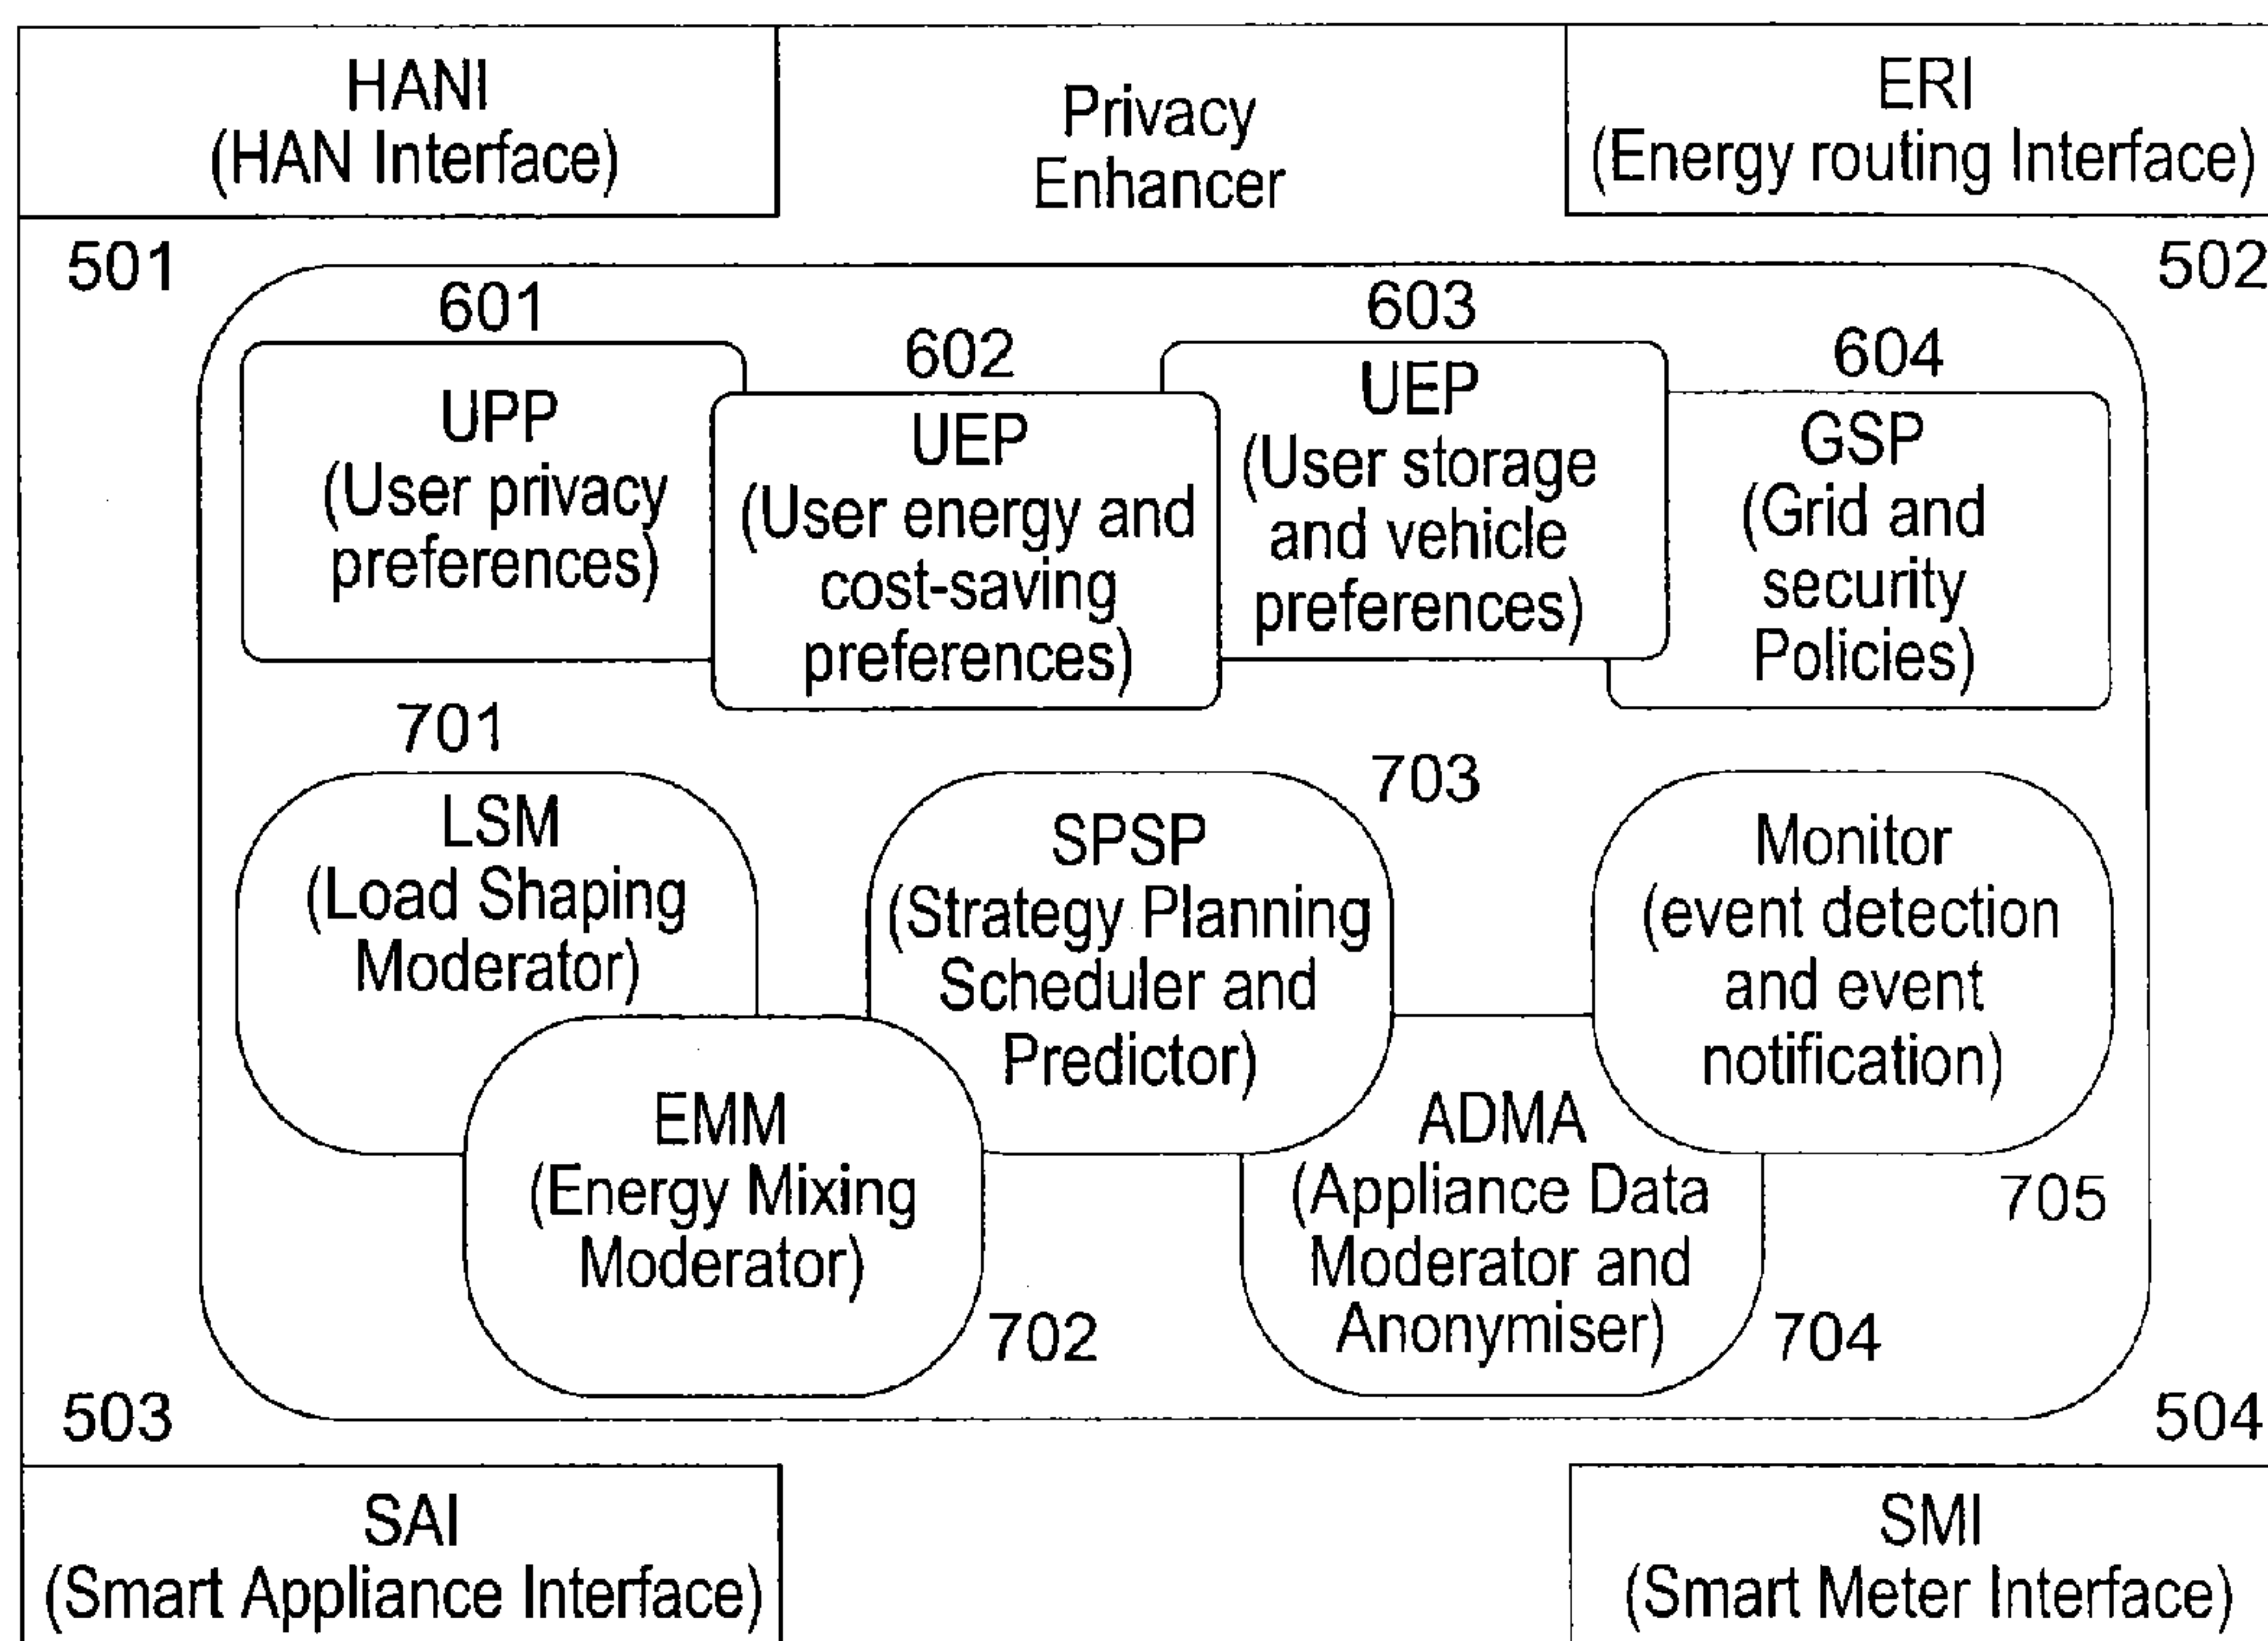 HANI
(HAN Interface)
Privacy
Enhancer
ERI
(Energy routing Interface)
501
502
601
UPP
(User privacy
preferences)
602
UEP
(User energy and
cost-saving
preferences)
603
UEP
(User storage
and vehicle
preferences)
604
GSP
(Grid and
security
Policies)
701
LSM
(Load Shaping
Moderator)
703
SPSP
(Strategy Planning
Scheduler and
Predictor)
Monitor
(event detection
and event
notification)
705
EMM
(Energy Mixing
Moderator)
702
ADMA
(Appliance Data
Moderator and
Anonymiser)
704
503
504
SAI
(Smart Appliance Interface)
SMI
(Smart Meter Interface)